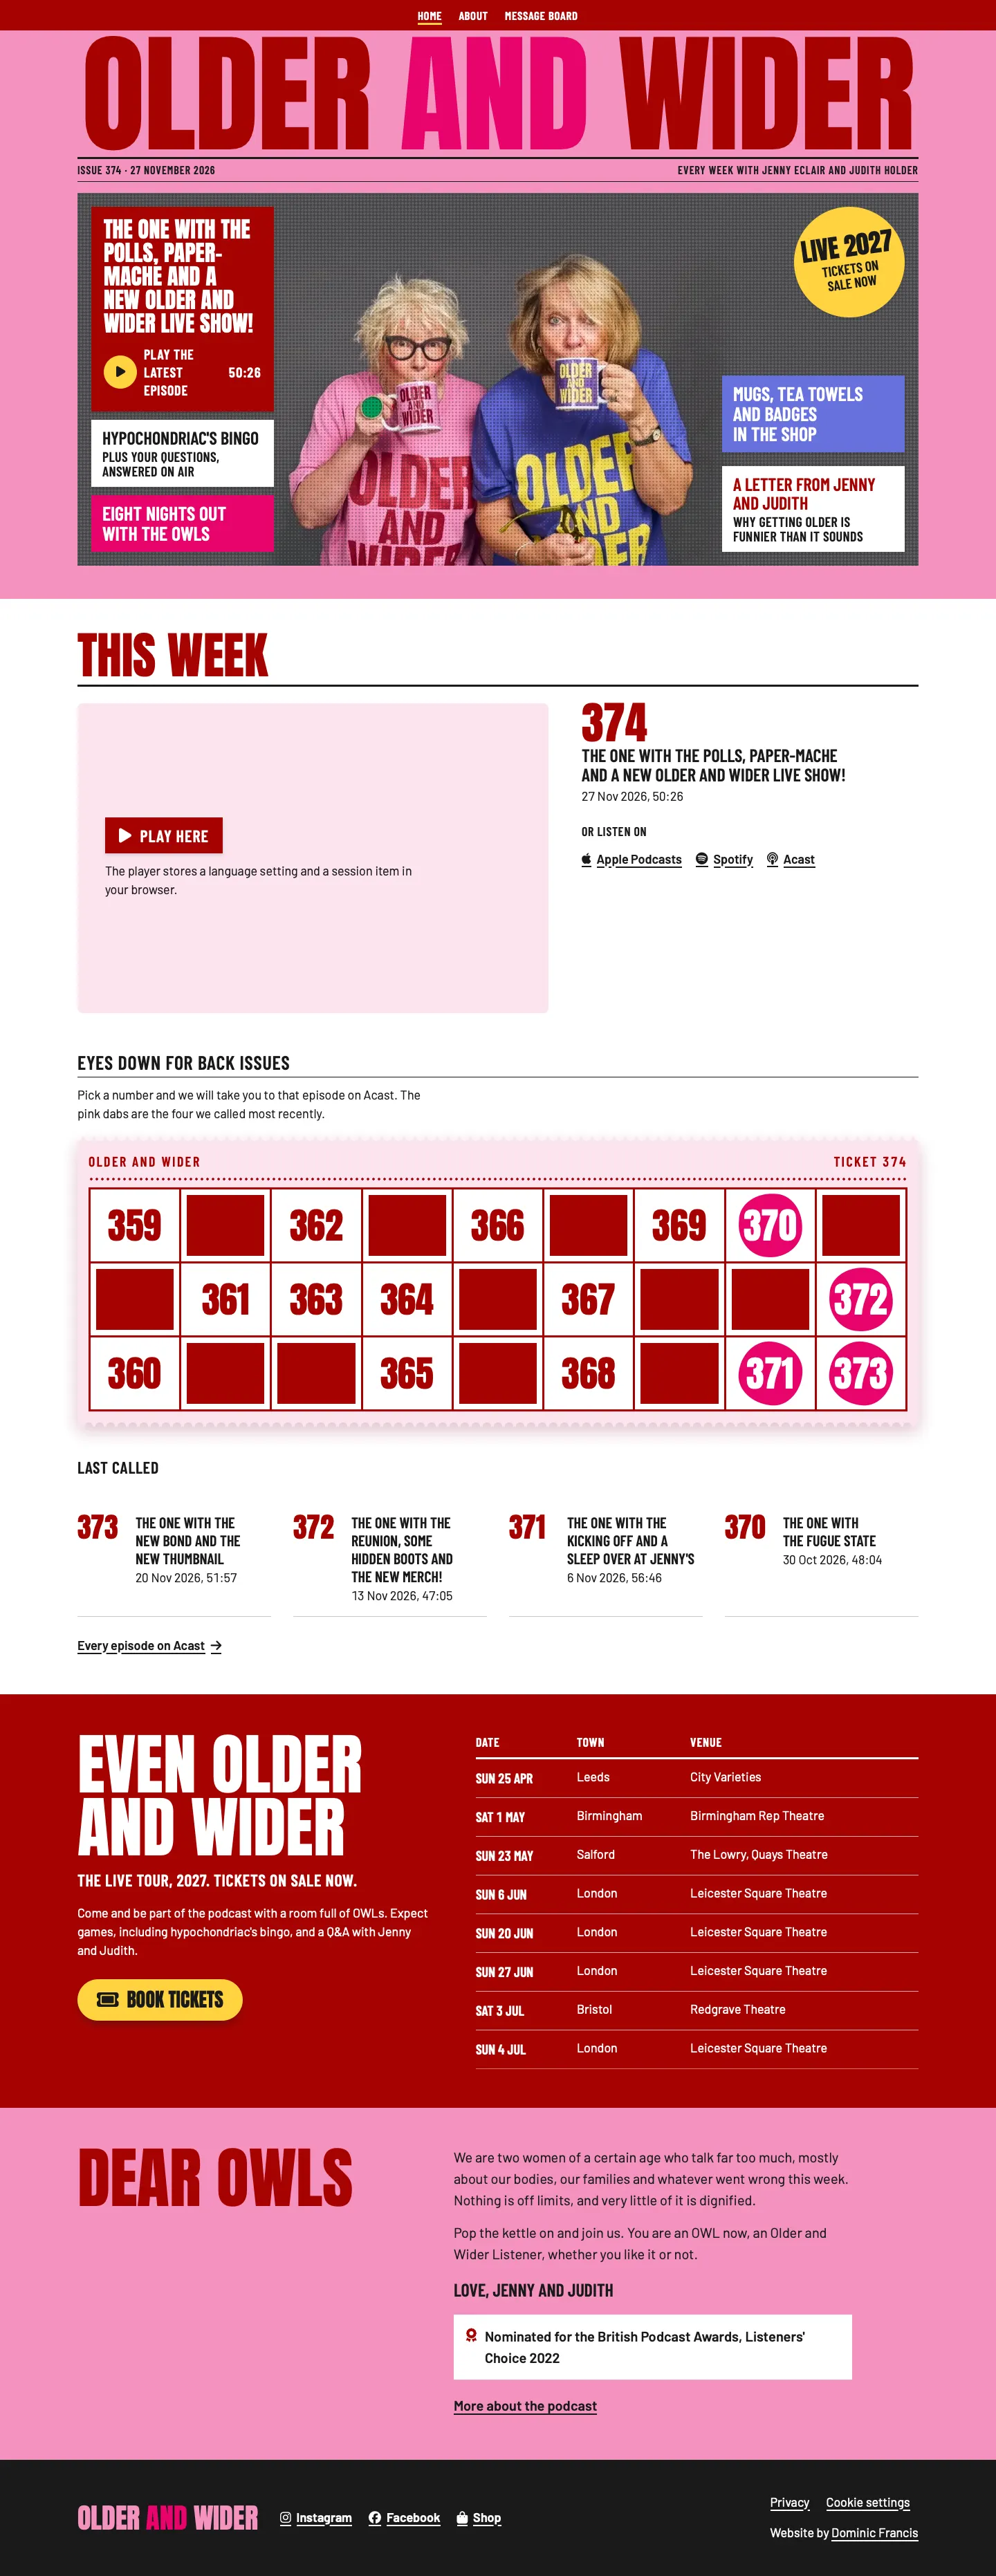 HOME ABOUT MESSAGE BOARD
OLDER AND WIDER
ISSUE 374 · 27 NOVEMBER 2026
EVERY WEEK WITH JENNY ECLAIR AND JUDITH HOLDER
THE ONE WITH THE
POLLS, PAPER-
MACHE AND A
NEW OLDER AND
WIDER LIVE SHOW!
PLAY THE
LATEST
EPISODE
50:26
HYPOCHONDRIAC'S BINGO
PLUS YOUR QUESTIONS,
ANSWERED ON AIR
EIGHT NIGHTS OUT
WITH THE OWLS
OLDER
AND
WIDER
OLDER
AND
WIDER
OLDER
AND
WIDER
OLDER
AND
WIDER
LIVE 2027
TICKETS ON
SALE NOW
MUGS, TEA TOWELS
AND BADGES
IN THE SHOP
A LETTER FROM JENNY
AND JUDITH
WHY GETTING OLDER IS
FUNNIER THAN IT SOUNDS
THIS WEEK
PLAY HERE
The player stores a language setting and a session item in
your browser.
374
THE ONE WITH THE POLLS, PAPER-MACHE
AND A NEW OLDER AND WIDER LIVE SHOW!
27 Nov 2026, 50:26
OR LISTEN ON
Apple Podcasts Spotify Acast
EYES DOWN FOR BACK ISSUES
Pick a number and we will take you to that episode on Acast. The
pink dabs are the four we called most recently.
OLDER AND WIDER
TICKET 374
359 362 366 369 370
361 363 364 367 372
360 365 368 371 373
LAST CALLED
373
THE ONE WITH THE
NEW BOND AND THE
NEW THUMBNAIL
20 Nov 2026, 51:57
372
THE ONE WITH THE
REUNION, SOME
HIDDEN BOOTS AND
THE NEW MERCH!
13 Nov 2026, 47:05
371
THE ONE WITH THE
KICKING OFF AND A
SLEEP OVER AT JENNY'S
6 Nov 2026, 56:46
370
THE ONE WITH
THE FUGUE STATE
30 Oct 2026, 48:04
Every episode on Acast
EVEN OLDER
AND WIDER
THE LIVE TOUR, 2027. TICKETS ON SALE NOW.
Come and be part of the podcast with a room full of OWLs. Expect
games, including hypochondriac's bingo, and a Q&A with Jenny
and Judith.
BOOK TICKETS
DATE TOWN VENUE
SUN 25 APR Leeds City Varieties
SAT 1 MAY Birmingham Birmingham Rep Theatre
SUN 23 MAY Salford The Lowry, Quays Theatre
SUN 6 JUN London Leicester Square Theatre
SUN 20 JUN London Leicester Square Theatre
SUN 27 JUN London Leicester Square Theatre
SAT 3 JUL Bristol Redgrave Theatre
SUN 4 JUL London Leicester Square Theatre
DEAR OWLS
We are two women of a certain age who talk far too much, mostly
about our bodies, our families and whatever went wrong this week.
Nothing is off limits, and very little of it is dignified.
Pop the kettle on and join us. You are an OWL now, an Older and
Wider Listener, whether you like it or not.
LOVE, JENNY AND JUDITH
Nominated for the British Podcast Awards, Listeners'
Choice 2022
More about the podcast
OLDER AND WIDER
Instagram Facebook Shop
Privacy Cookie settings
Website by Dominic Francis